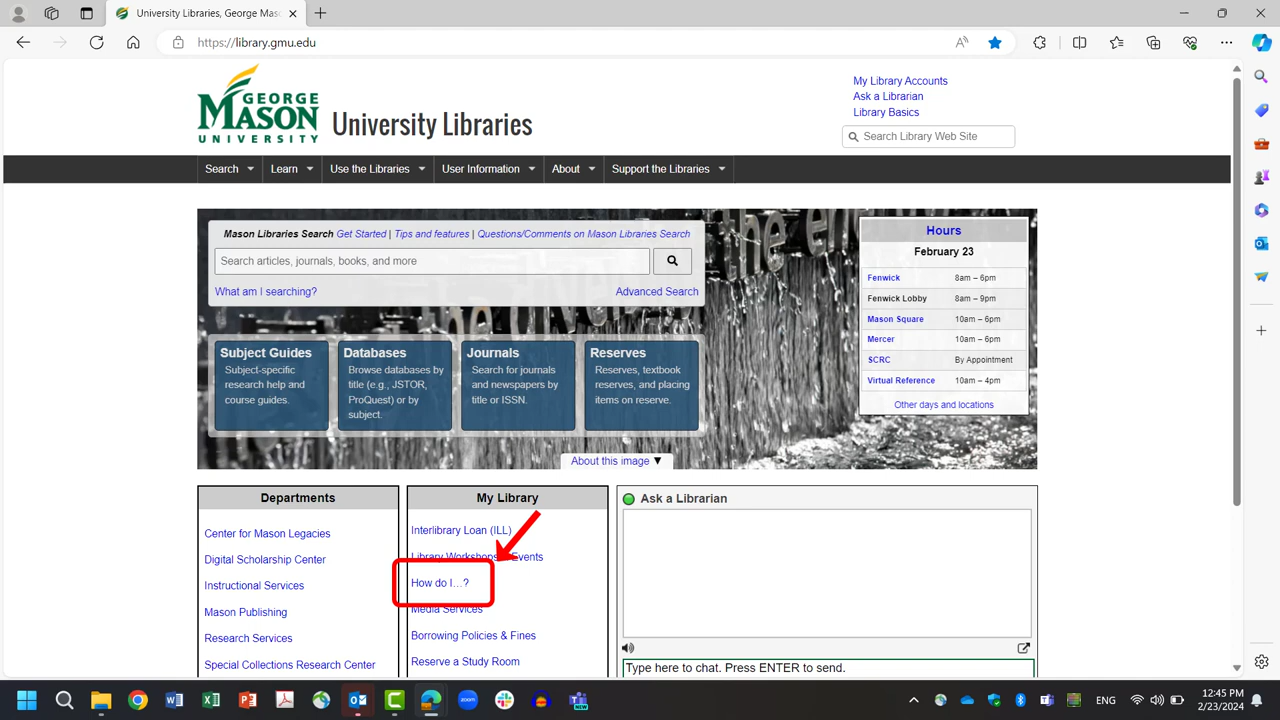 University Libraries, George Mas
https://library.gmu.edu
GEORGE
MASON
UNIVERSITY
University Libraries
My Library Accounts
Ask a Librarian
Library Basics
Search Library Web Site
Search Learn Use the Libraries User Information About Support the Libraries
Mason Libraries Search Get Started | Tips and features | Questions/Comments on Mason Libraries Search
Search articles, journals, books, and more
What am I searching? Advanced Search
Hours
February 23
Fenwick 8am – 6pm
Fenwick Lobby 8am – 9pm
Mason Square 10am – 6pm
Mercer 10am – 6pm
SCRC By Appointment
Virtual Reference 10am – 4pm
Other days and locations
Subject Guides
Subject-specific
research help and
course guides.
Databases
Browse databases by
title (e.g., JSTOR,
ProQuest) or by
subject.
Journals
Search for journals
and newspapers by
title or ISSN.
Reserves
Reserves, textbook
reserves, and placing
items on reserve.
About this image ▼
Departments
Center for Mason Legacies
Digital Scholarship Center
Instructional Services
Mason Publishing
Research Services
Special Collections Research Center
My Library
Interlibrary Loan (ILL)
Library Workshops Events
How do I…?
Media Services
Borrowing Policies & Fines
Reserve a Study Room
Ask a Librarian
Type here to chat. Press ENTER to send.
ENG
12:45 PM
2/23/2024